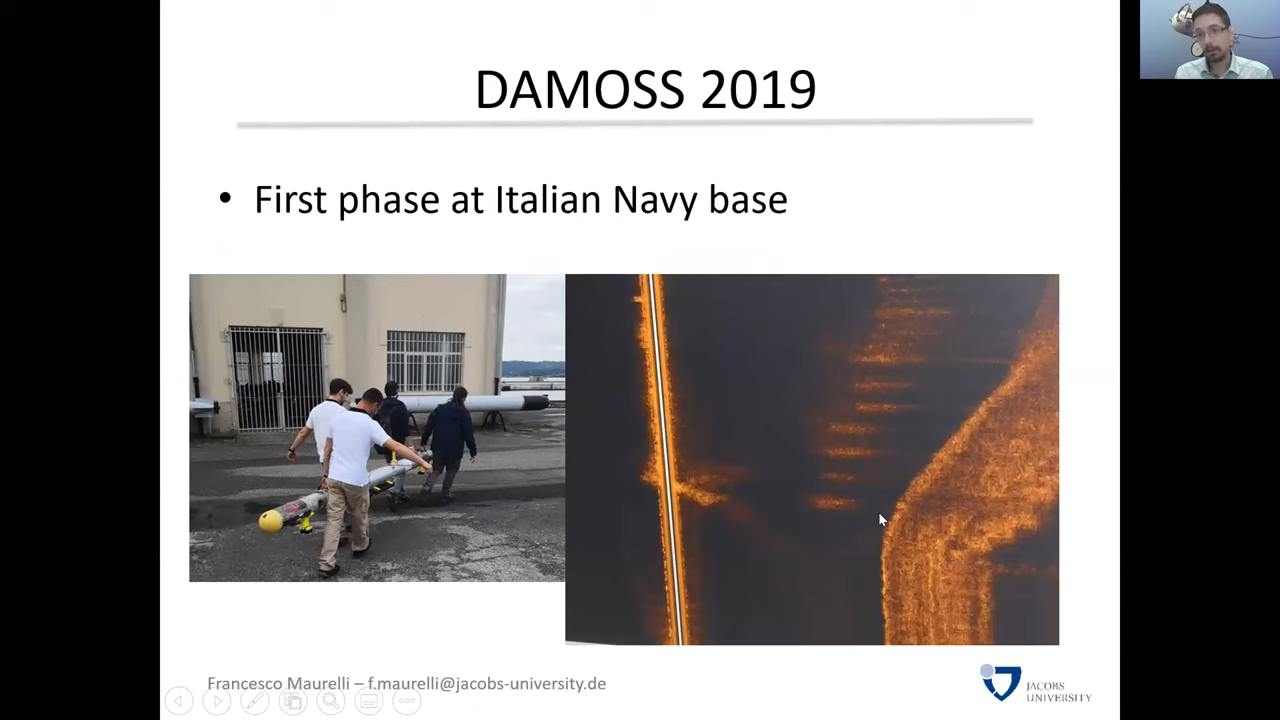 DAMOSS 2019
• First phase at Italian Navy base
Francesco Maurelli – f.maurelli@jacobs-university.de
JACOBS
UNIVERSITY